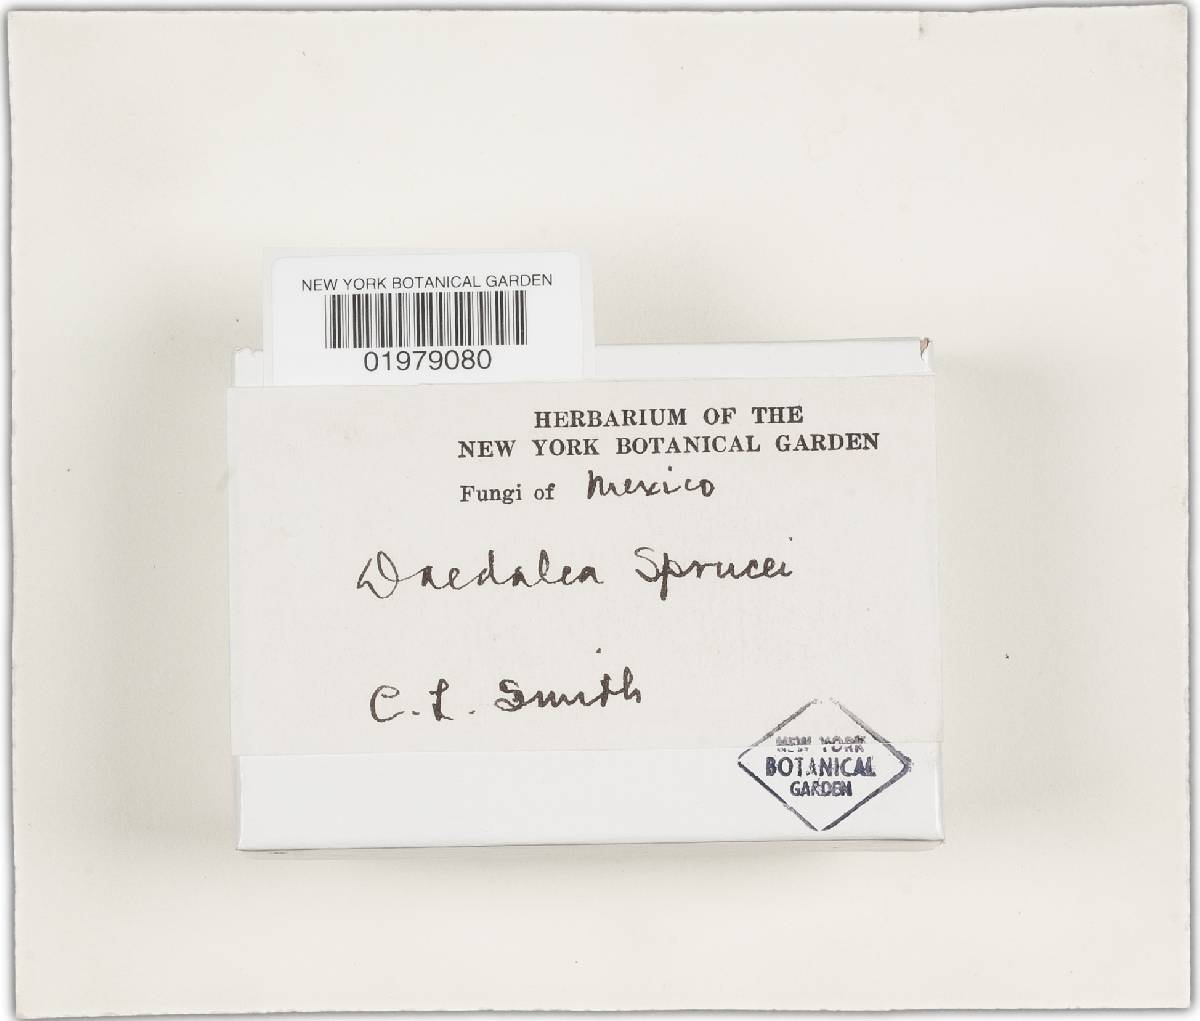 NEW YORK BOTANICAL GARDEN
01979080
HERBARIUM OF THE
NEW YORK BOTANICAL GARDEN
Fungi of Mexico
Daedalea Sprucei
C. L. Smith
NEW YORK
BOTANICAL
GARDEN